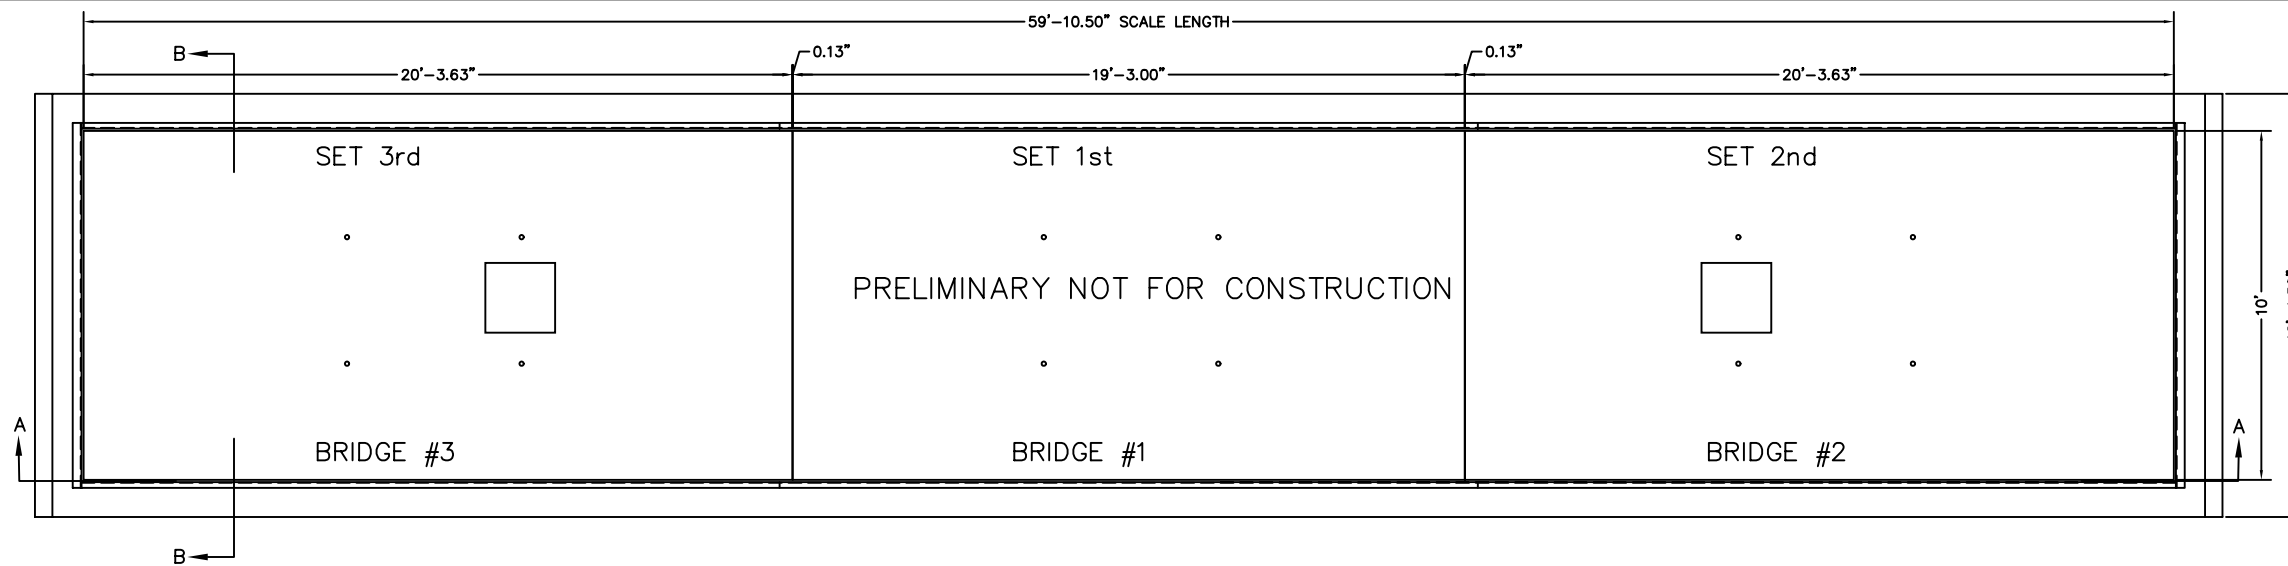 59'-10.50" SCALE LENGTH
B
0.13"
0.13"
20'-3.63"
19'-3.00"
20'-3.63"
SET 3rd
SET 1st
SET 2nd
PRELIMINARY NOT FOR CONSTRUCTION
10'
A
A
BRIDGE #3
BRIDGE #1
BRIDGE #2
B